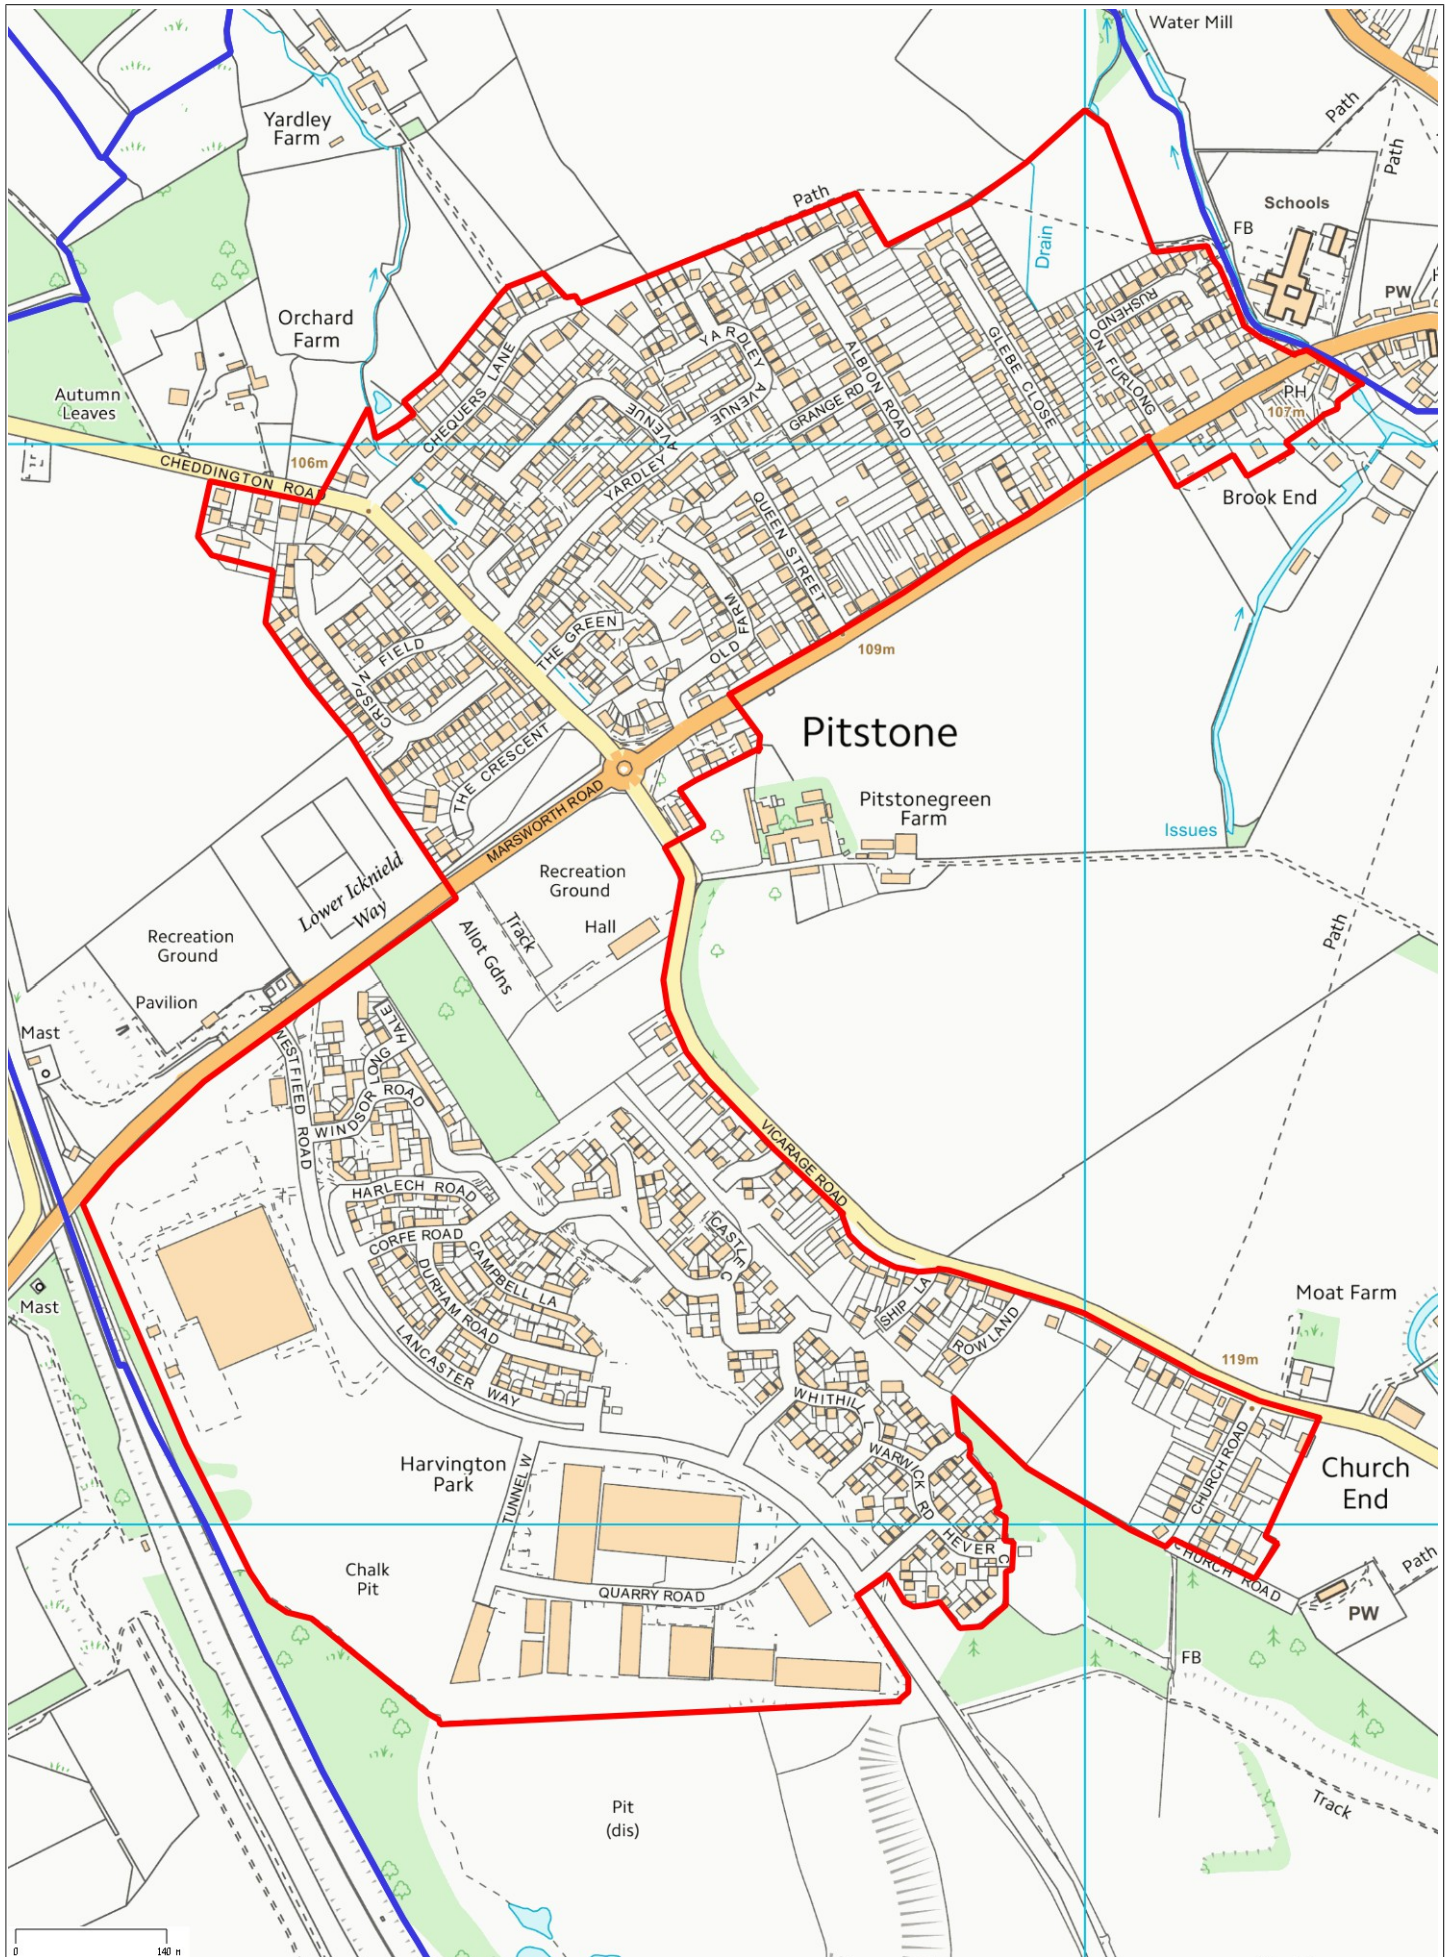 Water Mill
Yardley
Farm
Path
Path
Path
Schools
FB
Drain
PW
Orchard
Farm
CHEQUERS LANE
YARDLEY AVENUE
YARDLEY AVENUE
GRANGE RD
ALBION ROAD
GLEBE CLOSE
RUSHENDON FURLONG
PH
107m
Autumn
Leaves
CHEDDINGTON ROAD
106m
Brook End
QUEEN STREET
THE GREEN
OLD FARM
CRISPIN FIELD
109m
THE CRESCENT
Pitstone
MARSWORTH ROAD
Pitstonegreen
Farm
Issues
Lower Icknield
Way
Recreation
Ground
Hall
Track
Allot Gdns
Path
Recreation
Ground
Pavilion
Mast
WESTFIEED ROAD
LONG HALE
WINDSOR ROAD
VICARAGE ROAD
HARLECH ROAD
CORFE ROAD
CAMPBELL LA
DURHAM ROAD
LANCASTER WAY
CASTLE C
SHIP LA
ROWLAND
Moat Farm
Mast
119m
WHITHILL
WARWICK RD
CHURCH ROAD
Church
End
Harvington
Park
TUNNEL W
HEVER C
CHURCH ROAD
Chalk
Pit
QUARRY ROAD
Path
PW
FB
Track
Pit
(dis)
0
140 m